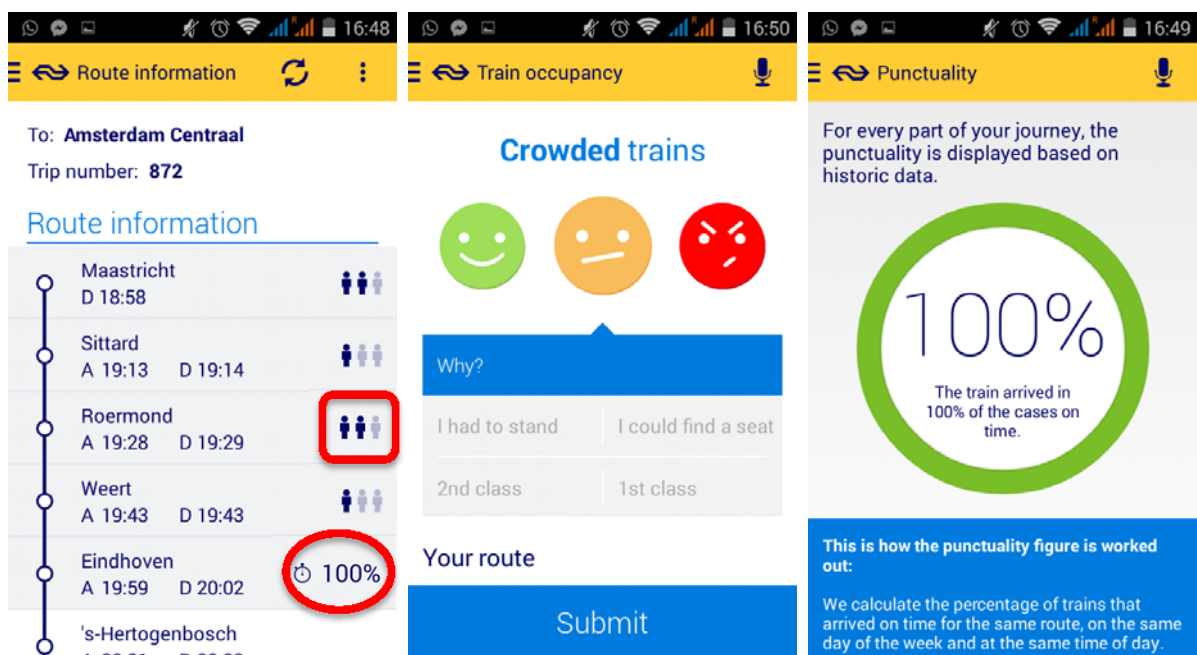 16:48
Route information
To: Amsterdam Centraal
Trip number: 872
Route information
Maastricht
D 18:58
Sittard
A 19:13 D 19:14
Roermond
A 19:28 D 19:29
Weert
A 19:43 D 19:43
Eindhoven
A 19:59 D 20:02
100%
's-Hertogenbosch
R 16:50
Train occupancy
Crowded trains
Why?
I had to stand
I could find a seat
2nd class
1st class
Your route
Submit
R 16:49
Punctuality
For every part of your journey, the
punctuality is displayed based on
historic data.
100%
The train arrived in
100% of the cases on
time.
This is how the punctuality figure is worked
out:
We calculate the percentage of trains that
arrived on time for the same route, on the same
day of the week and at the same time of day.